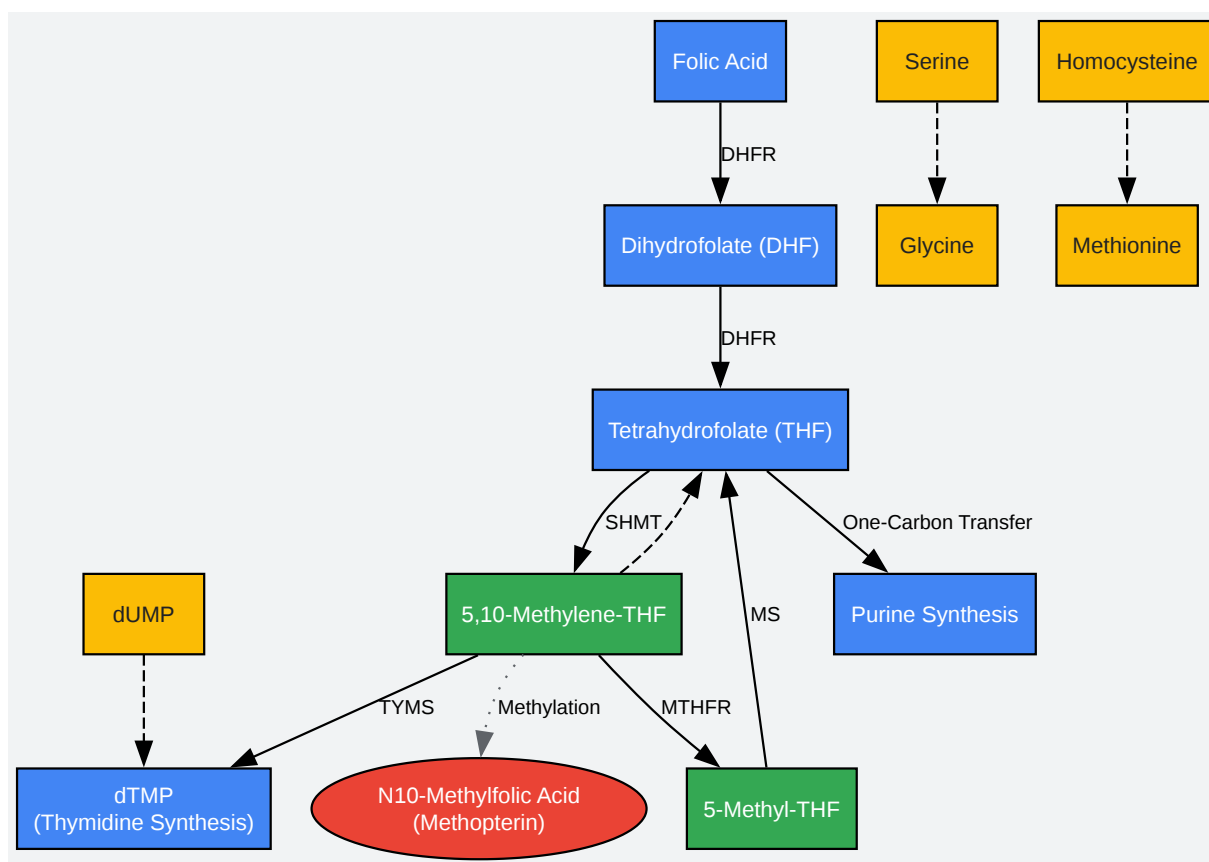 Folic Acid
Serine
Homocysteine
DHFR
Dihydrofolate (DHF)
Glycine
Methionine
DHFR
Tetrahydrofolate (THF)
SHMT
One-Carbon Transfer
dUMP
5,10-Methylene-THF
MS
Purine Synthesis
TYMS
Methylation
MTHFR
dTMP
(Thymidine Synthesis)
N10-Methylfolic Acid
(Methopterin)
5-Methyl-THF